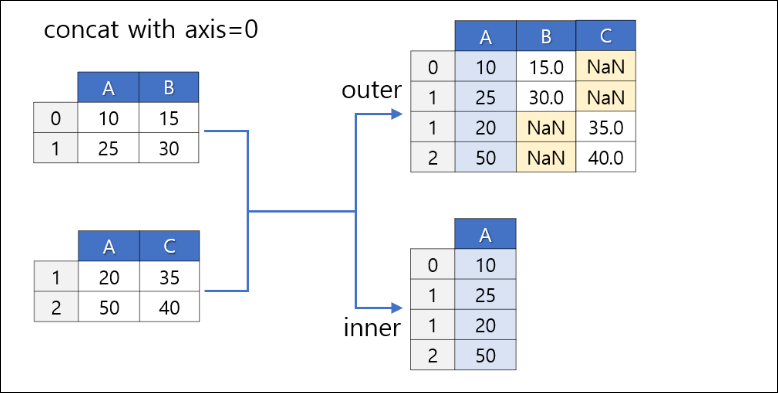 concat with axis=0
A B
0 10 15
1 25 30
A C
1 20 35
2 50 40
outer
A B C
0 10 15.0 NaN
1 25 30.0 NaN
1 20 NaN 35.0
2 50 NaN 40.0
inner
A
0 10
1 25
1 20
2 50